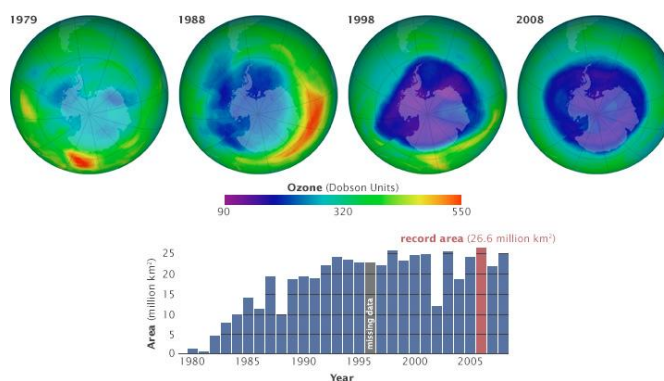 1979 1988 1998 2008
Ozone (Dobson Units)
90 320 550
record area (26.6 million km²)
Area (million km²)
25
20
15
10
5
0
missing data
1980 1985 1990 1995 2000 2005
Year